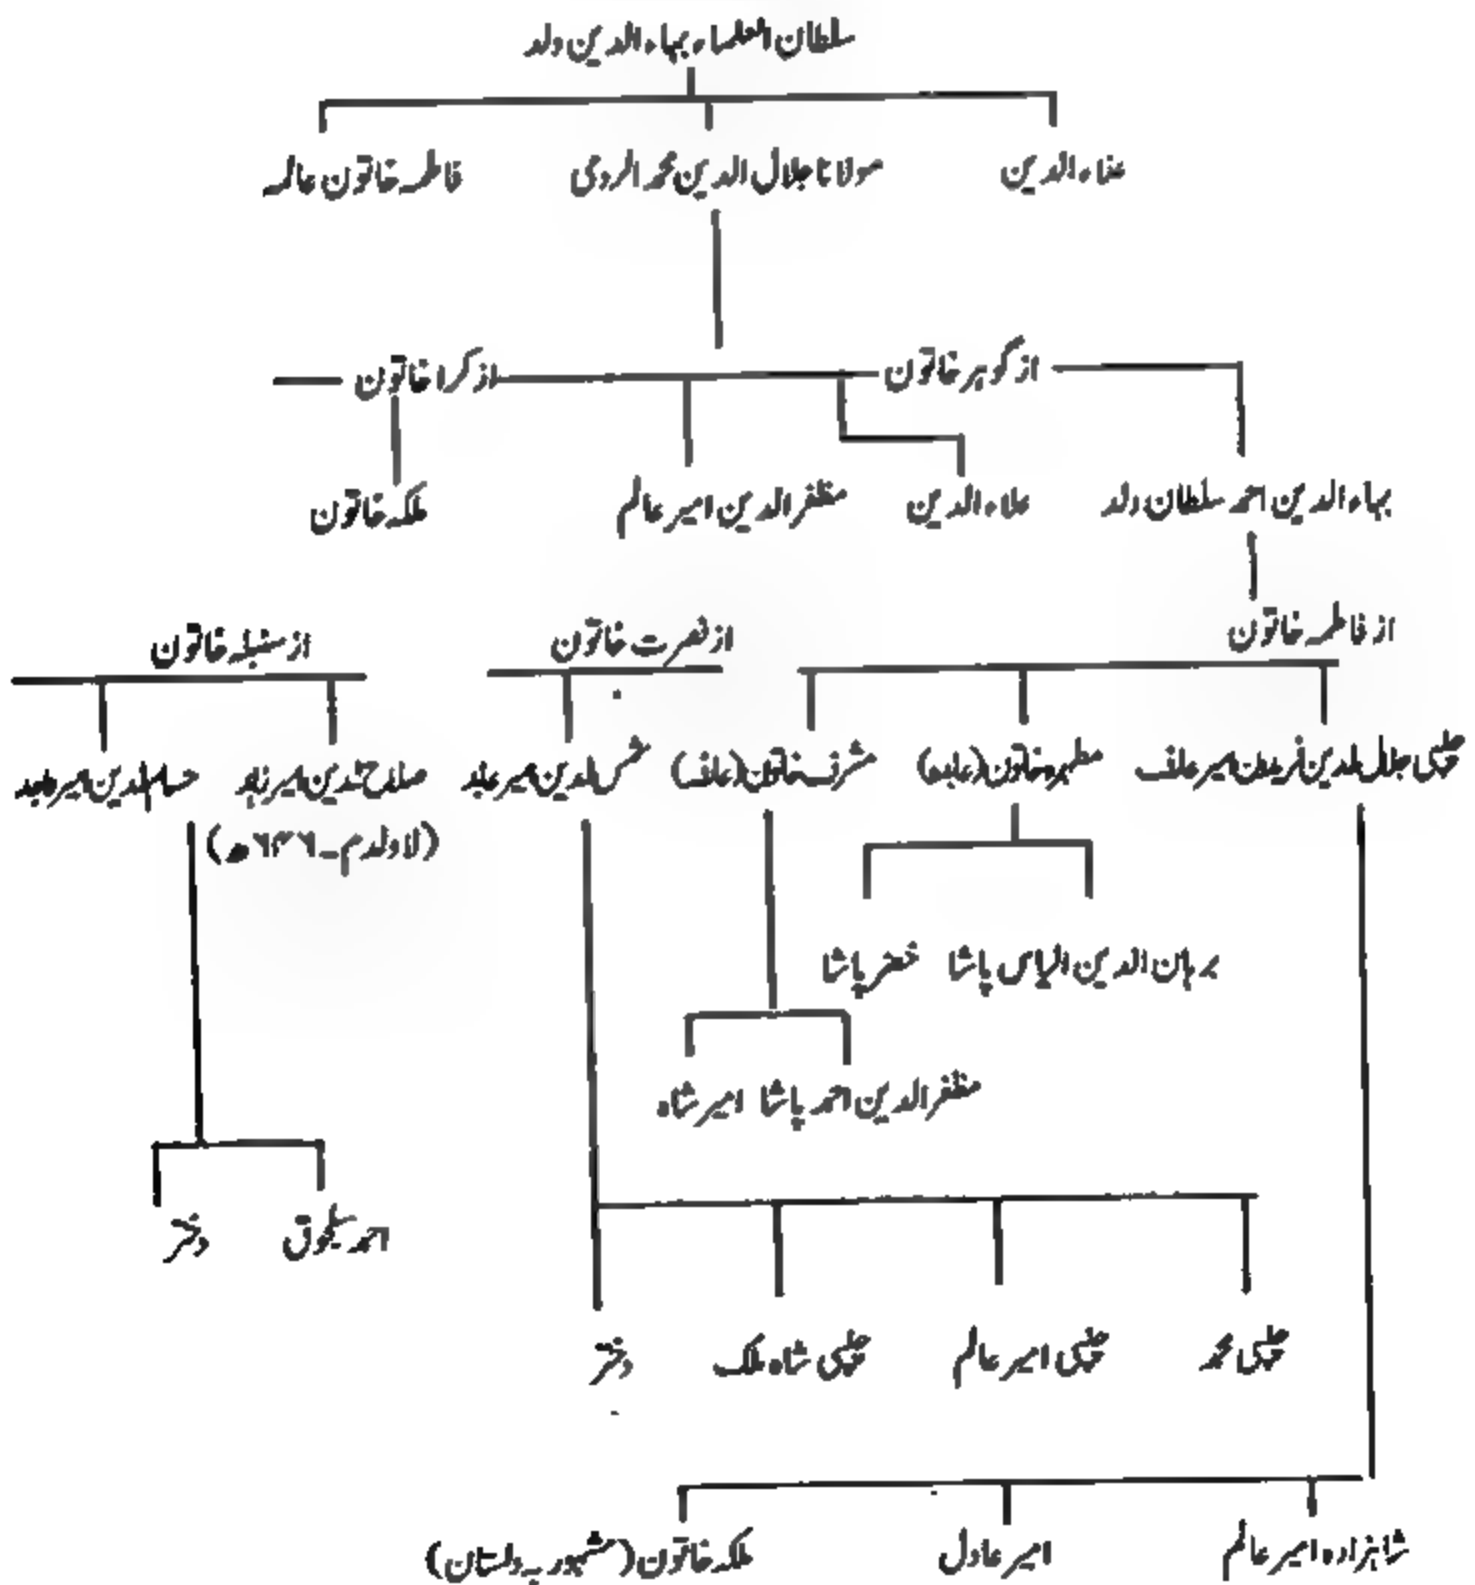 سلطان العلماء بہاء الدین ولد
علاء الدین مولانا جلال الدین محمد الرومی فاطمہ خاتون عالمہ
از گوہر خاتون از کرا خاتون
بہاء الدین احمد سلطان ولد علاء الدین مظفر الدین امیر عالم ملکہ خاتون
از فاطمہ خاتون از نصرت خاتون از سنبلہ خاتون
چلپی جلال الدین فریدون امیر عارف مطہرہ خاتون (عابدہ) مشرف خاتون (عارفہ) شمس الدین امیر عابد صلاح الدین امیر زاہد حسام الدین امیر واجد
(لا ولد م۔ ۶۴۶ھ)
برہان الدین الیاس پاشا خضر پاشا
مظفر الدین احمد پاشا امیر شاہ
احمد سلجوق دختر
چلپی محمد چلپی امیر عالم چلپی شاہ ملک دختر
شاہزادہ امیر عالم امیر عادل ملکہ خاتون (مشہور بہ دلستان)